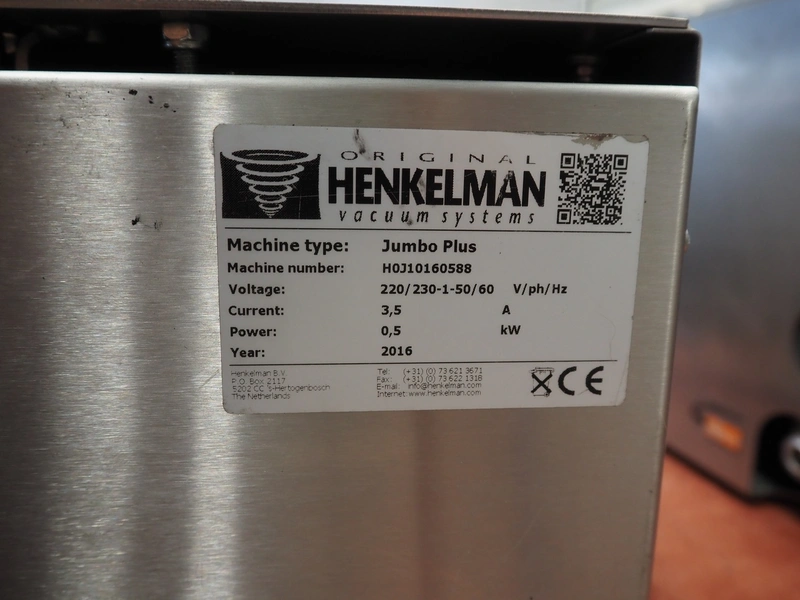 ORIGINAL
HENKELMAN
vacuum systems
Machine type: Jumbo Plus
Machine number: H0J10160588
Voltage: 220/230-1-50/60 V/ph/Hz
Current: 3,5 A
Power: 0,5 kW
Year: 2016
Henkelman B.V.
P.O. Box 2117
5202 CC 's-Hertogenbosch
The Netherlands
Tel: (+31) (0) 73 621 3671
Fax: (+31) (0) 73 622 1318
E-mail: info@henkelman.com
Internet: www.henkelman.com
CE